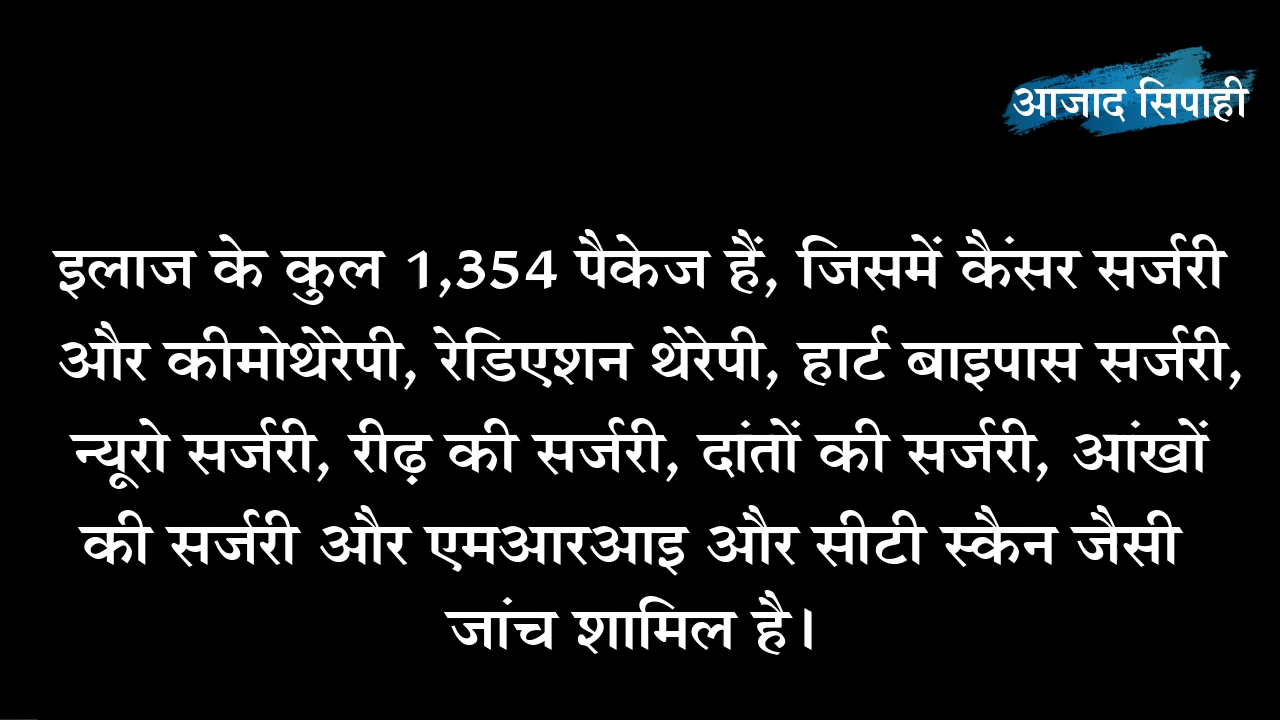 आजाद सिपाही
इलाज के कुल 1,354 पैकेज हैं, जिसमें कैंसर सर्जरी
और कीमोथेरेपी, रेडिएशन थेरेपी, हार्ट बाइपास सर्जरी,
न्यूरो सर्जरी, रीढ़ की सर्जरी, दांतों की सर्जरी, आंखों
की सर्जरी और एमआरआइ और सीटी स्कैन जैसी
जांच शामिल है।